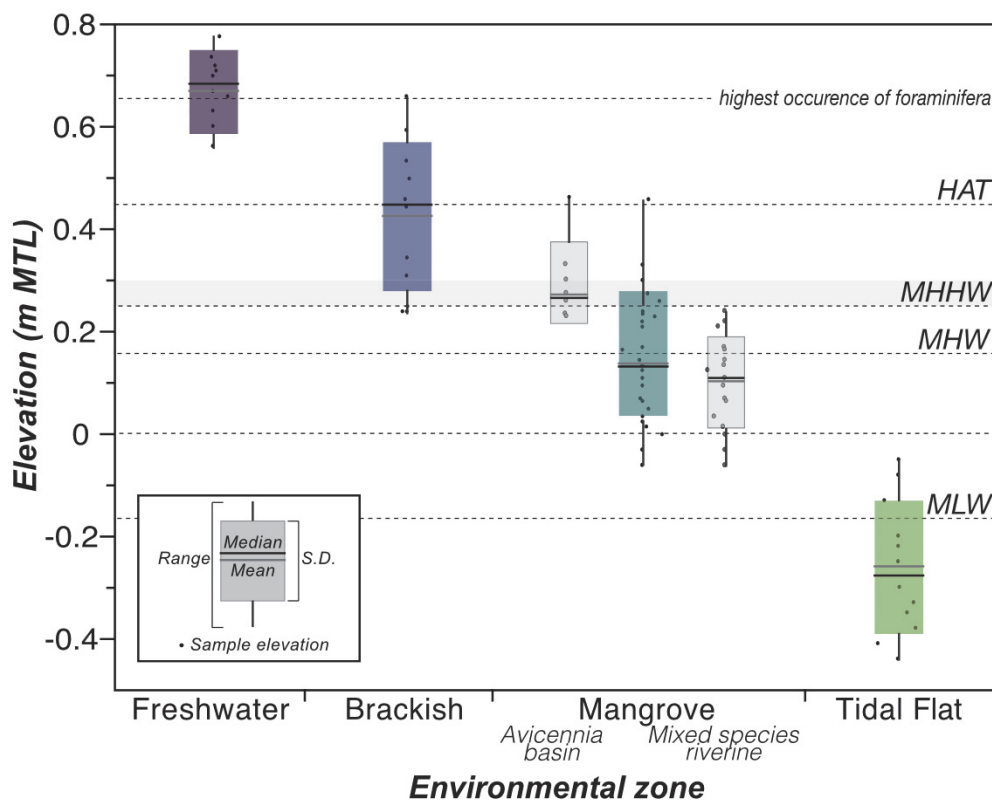 0.8
highest occurence of foraminifera
0.6
HAT
0.4
MHHW
0.2
MHW
0
MLW
-0.2
-0.4
Elevation (m MTL)
Range
Median
Mean
S.D.
• Sample elevation
Freshwater
Brackish
Mangrove
Tidal Flat
Avicennia
basin
Mixed species
riverine
Environmental zone